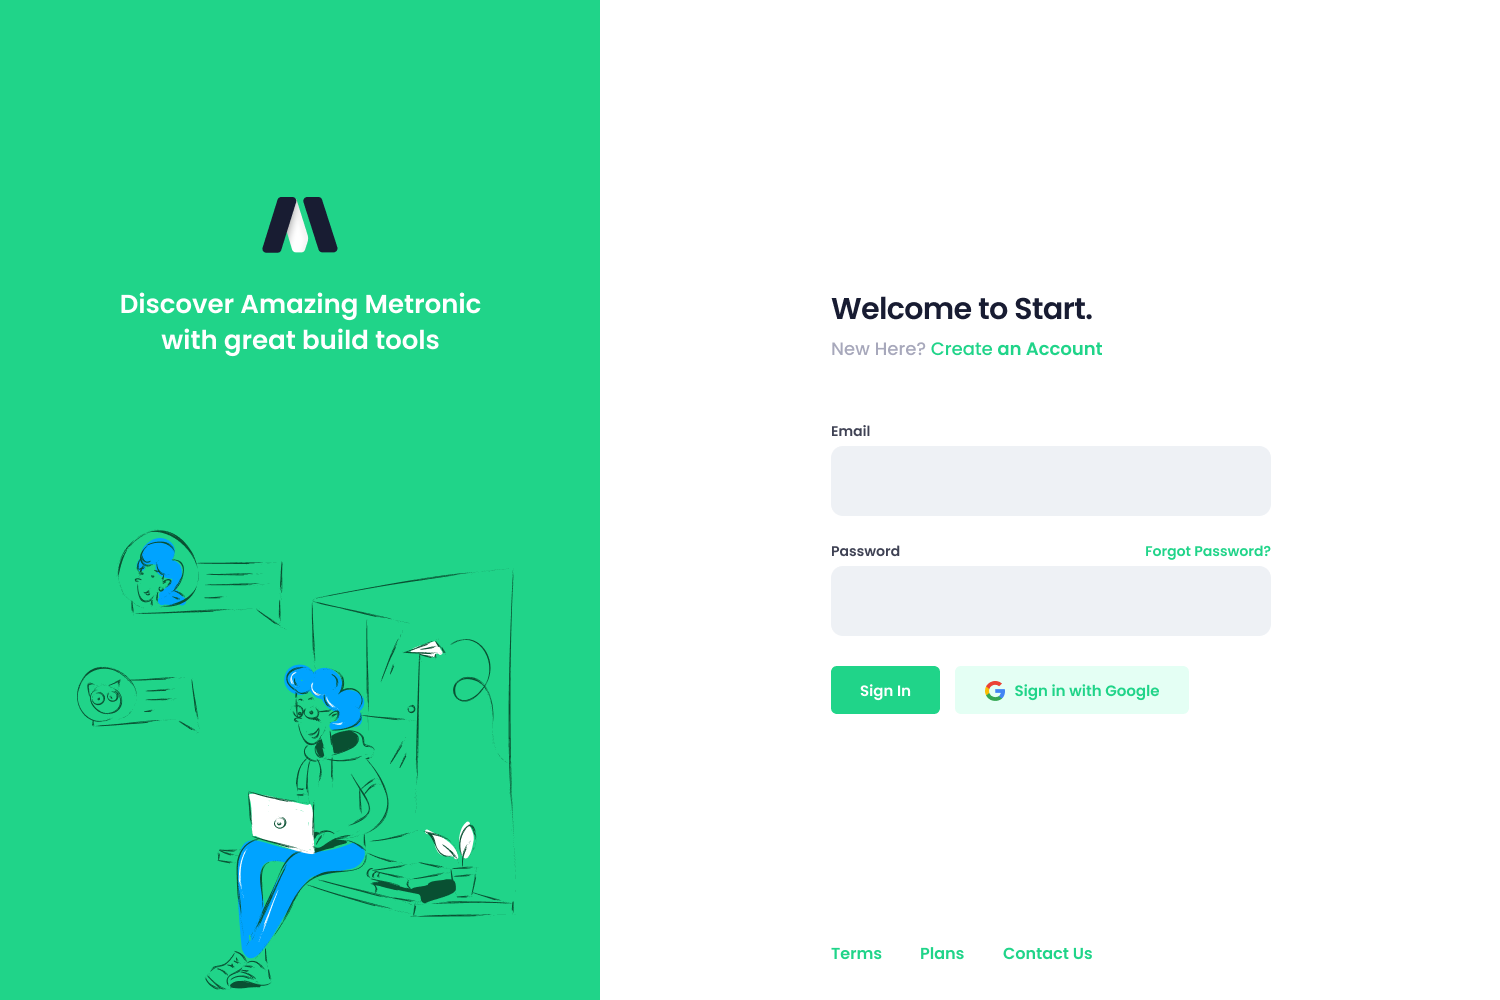 Discover Amazing Metronic
with great build tools
Welcome to Start.
New Here? Create an Account
Email
Password
Forgot Password?
Sign In
Sign in with Google
Terms
Plans
Contact Us